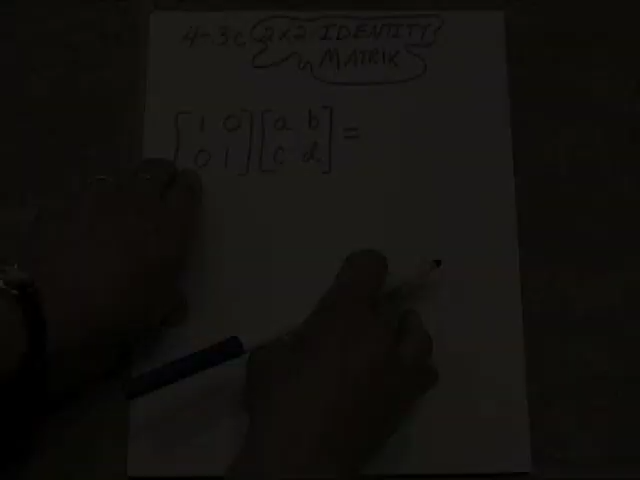 4-3c 2x2 IDENTITY
MATRIX
[1 0] [a b] =
[0 1] [c d]